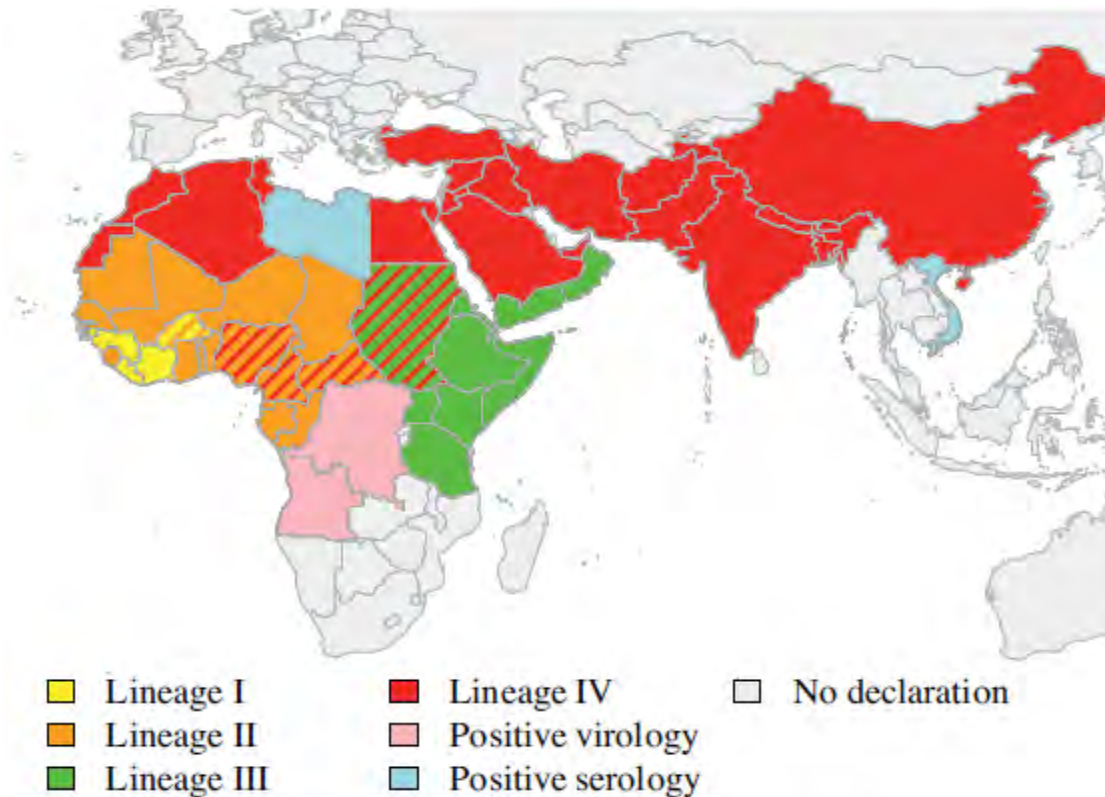 Lineage I
Lineage IV
No declaration
Lineage II
Positive virology
Lineage III
Positive serology